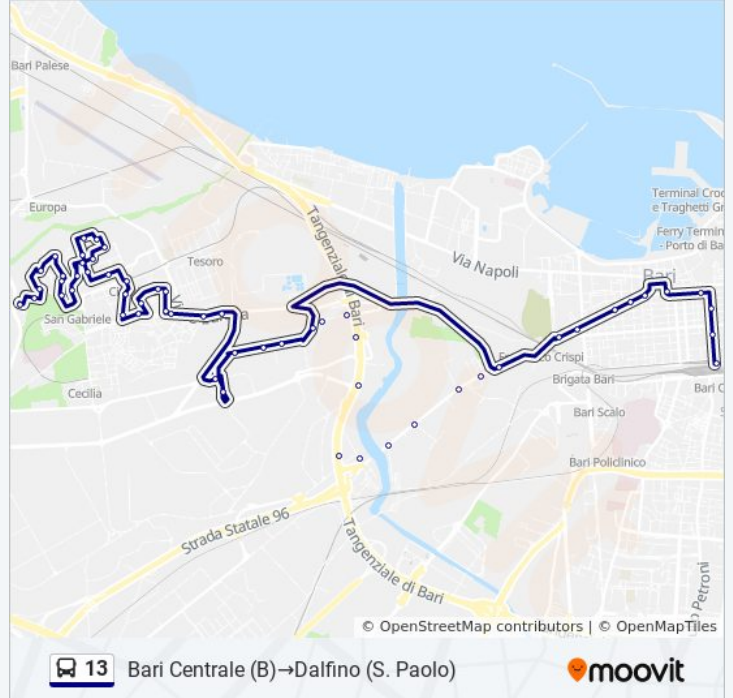 Bari Palese
Terminal Croc
e Traghetti Gr
Europa
Tangenziale
Ferry Termin
- Porto di Ba
Via Napoli
Tesoro
Bari
San Gabriele
Bari
Crispi
Cecilia
Brigata Bari
Bari C
Bari Scalo
Bari Policlinico
Strada Statale 96
Tangenziale di Bari
Petroni
© OpenStreetMap contributors | © OpenMapTiles
13 Bari Centrale (B)→Dalfino (S. Paolo)
moovit